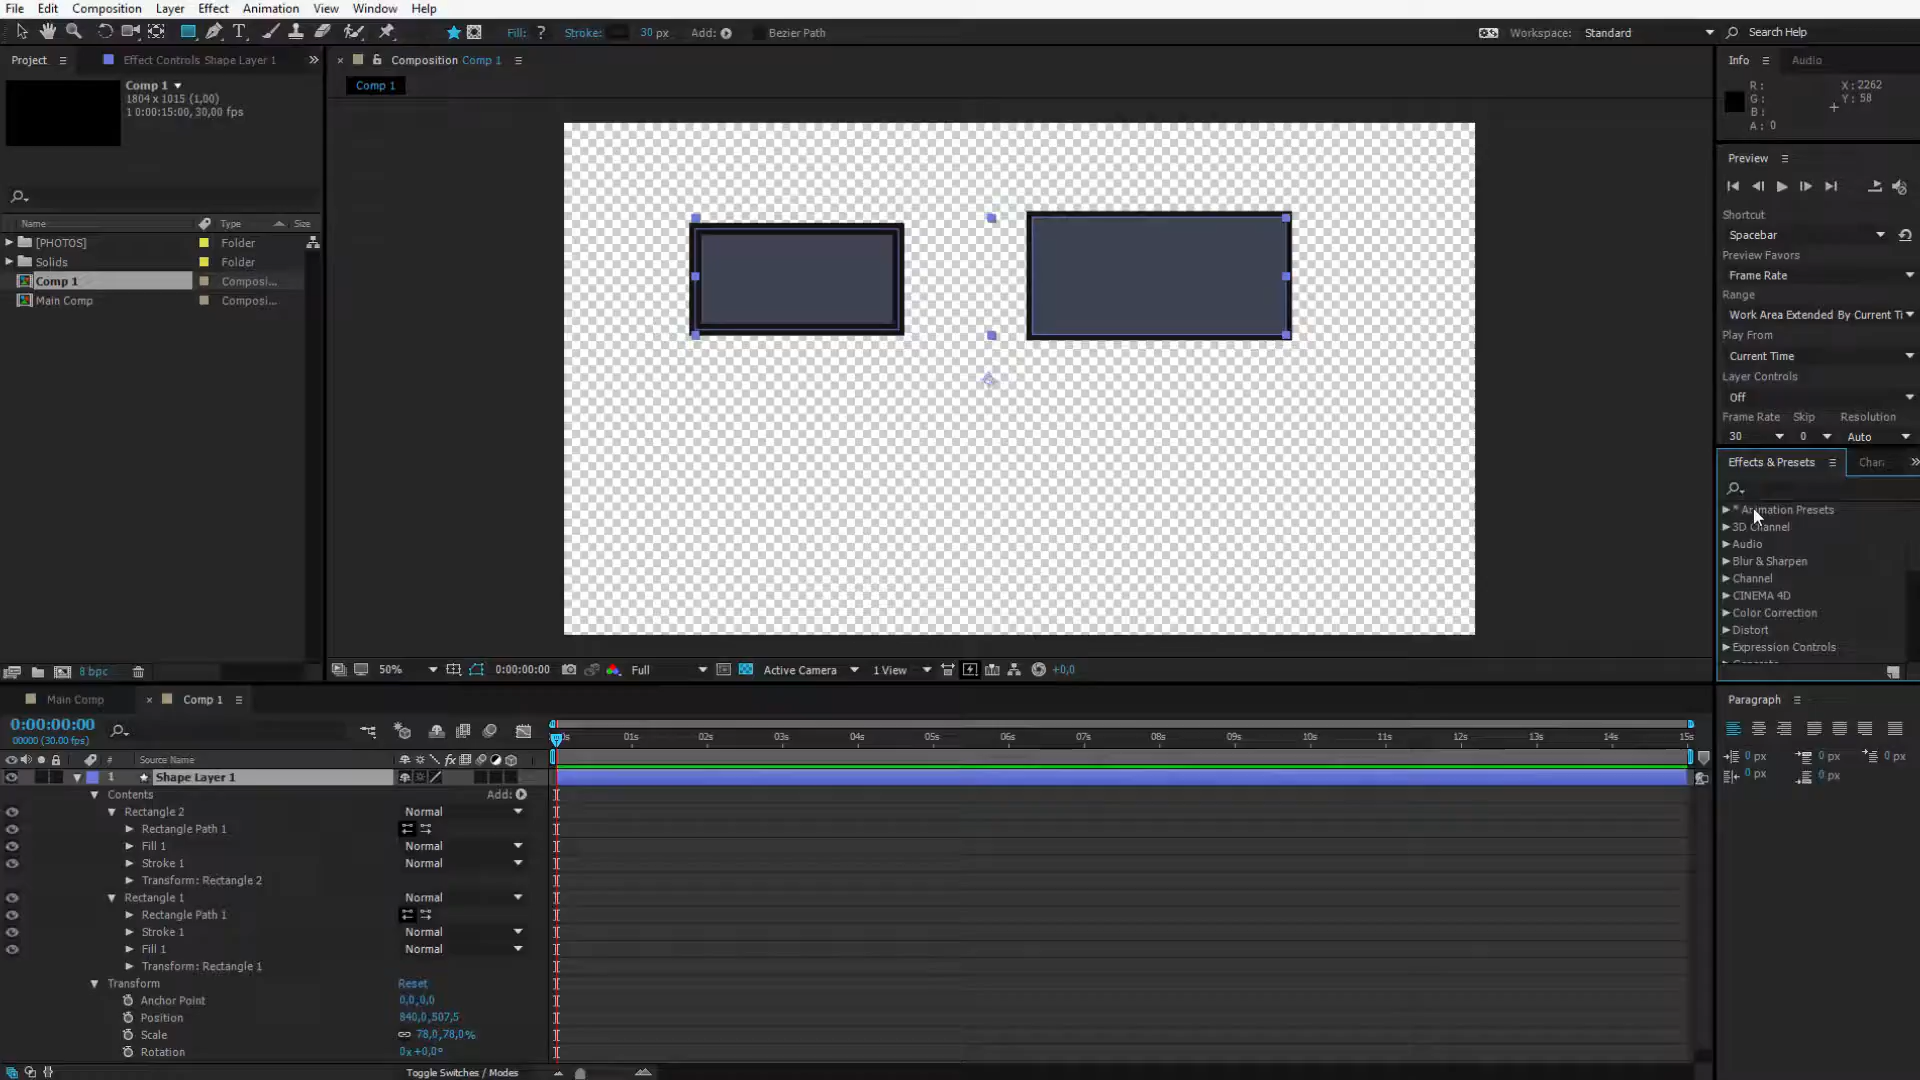 File Edit Composition Layer Effect Animation View Window Help
Fill: ? Stroke: 30 px Add: Bezier Path Workspace: Standard Search Help
Project Effect Controls Shape Layer 1
Comp 1
1804 x 1015 (1,00)
1 0:00:15:00, 30,00 fps
Name Type Size
[PHOTOS] Folder
Solids Folder
Comp 1 Composi...
Main Comp Composi...
8 bpc
Composition Comp 1
Comp 1
50% 0:00:00:00 Full Active Camera 1 View +0,0
Info Audio
R: X: 2262
G: Y: 58
B:
A: 0
Preview
Shortcut
Spacebar
Preview Favors
Frame Rate
Range
Work Area Extended By Current Ti
Play From
Current Time
Layer Controls
Off
Frame Rate Skip Resolution
30 0 Auto
Effects & Presets Char
* Animation Presets
3D Channel
Audio
Blur & Sharpen
Channel
CINEMA 4D
Color Correction
Distort
Expression Controls
Paragraph
0 px 0 px 0 px
0 px 0 px
Main Comp Comp 1
0:00:00:00
00000 (30.00 fps)
01s 02s 03s 04s 05s 06s 07s 08s 09s 10s 11s 12s 13s 14s 15s
# Source Name
1 Shape Layer 1
Contents Add:
Rectangle 2 Normal
Rectangle Path 1
Fill 1 Normal
Stroke 1 Normal
Transform: Rectangle 2
Rectangle 1 Normal
Rectangle Path 1
Stroke 1 Normal
Fill 1 Normal
Transform: Rectangle 1
Transform Reset
Anchor Point 0,0,0,0
Position 840,0,507,5
Scale 78,0,78,0%
Rotation 0x+0,0°
Toggle Switches / Modes